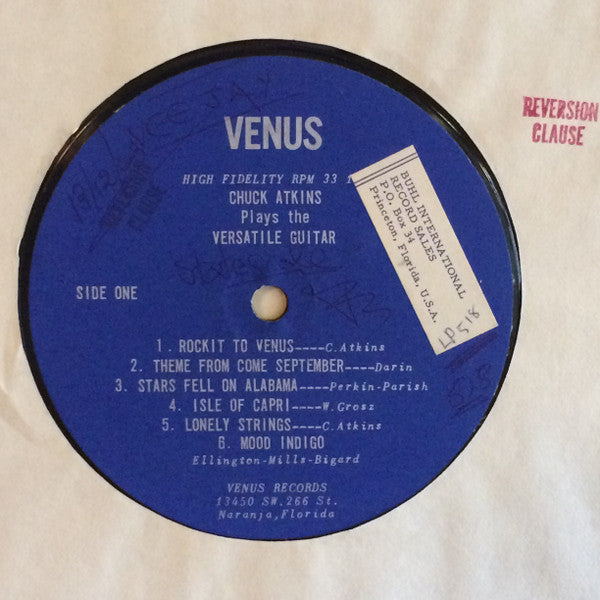 VENUS
HIGH FIDELITY RPM 33 1
CHUCK ATKINS
Plays the
VERSATILE GUITAR
SIDE ONE
1. ROCKIT TO VENUS----C.Atkins
2. THEME FROM COME SEPTEMBER----Darin
3. STARS FELL ON ALABAMA----Perkin-Parish
4. ISLE OF CAPRI---W.Grosz
5. LONELY STRINGS----C.Atkins
6. MOOD INDIGO
Ellington-Mills-Bigard
VENUS RECORDS
13450 SW.266 St.
Naranja,Florida
BUHL INTERNATIONAL
RECORD SALES
P.O. Box 34
Princeton, Florida, U.S.A.
LP518
REVERSION
CLAUSE